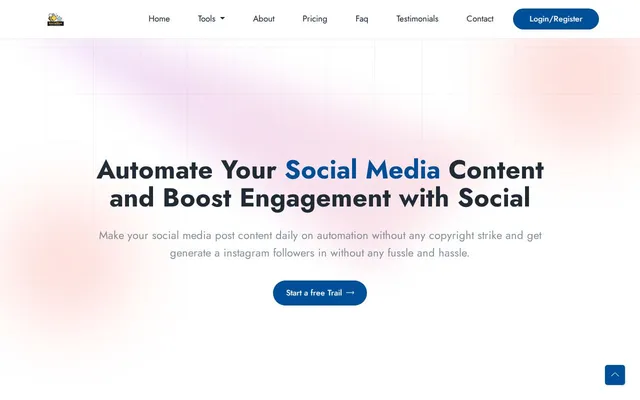 Home Tools About Pricing Faq Testimonials Contact Login/Register
Automate Your Social Media Content
and Boost Engagement with Social
Make your social media post content daily on automation without any copyright strike and get
generate a instagram followers in without any fussle and hassle.
Start a free Trail →